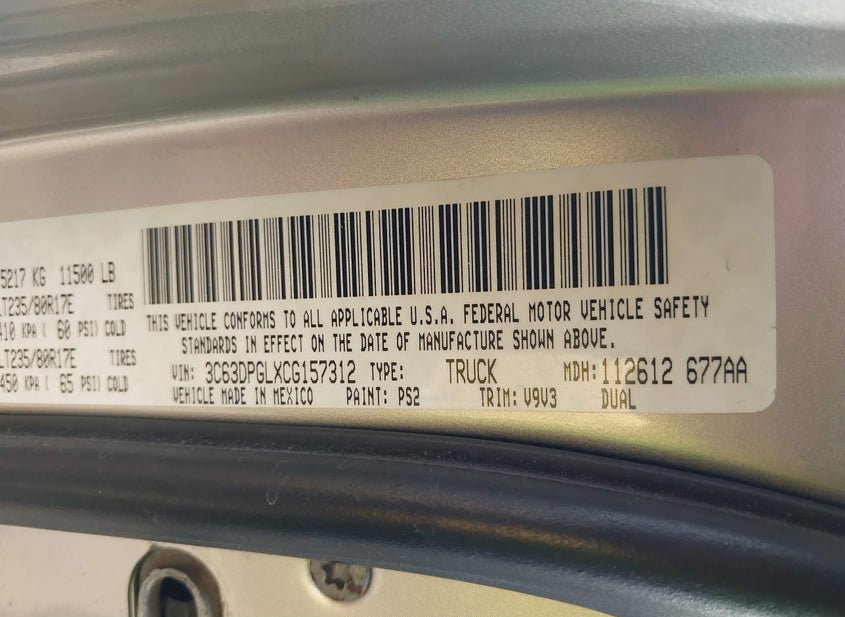 5217 KG 11500 LB
LT235/80R17E TIRES
410 KPA ( 60 PSI) COLD
LT235/80R17E TIRES
450 KPA ( 65 PSI) COLD
THIS VEHICLE CONFORMS TO ALL APPLICABLE U.S.A. FEDERAL MOTOR VEHICLE SAFETY
STANDARDS IN EFFECT ON THE DATE OF MANUFACTURE SHOWN ABOVE.
VIN: 3C63DPGLXCG157312 TYPE: TRUCK MDH: 112612 677AA
VEHICLE MADE IN MEXICO PAINT: PS2 TRIM: V9V3 DUAL